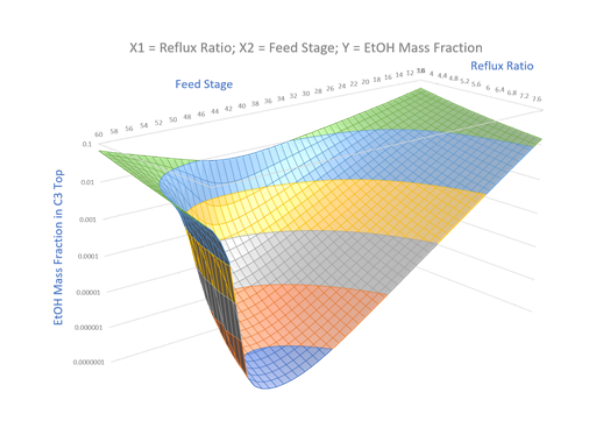 X1 = Reflux Ratio; X2 = Feed Stage; Y = EtOH Mass Fraction
Reflux Ratio
Feed Stage
60 58 56 54 52 50 48 46 44 42 40 38 36 34 32 30 28 26 24 22 20 18 16 14 12
4 4.4 4.8 5.2 5.6 6 6.4 6.8 7.2 7.6
EtOH Mass Fraction in C3 Top
0.1
0.01
0.001
0.0001
0.00001
0.000001
0.0000001